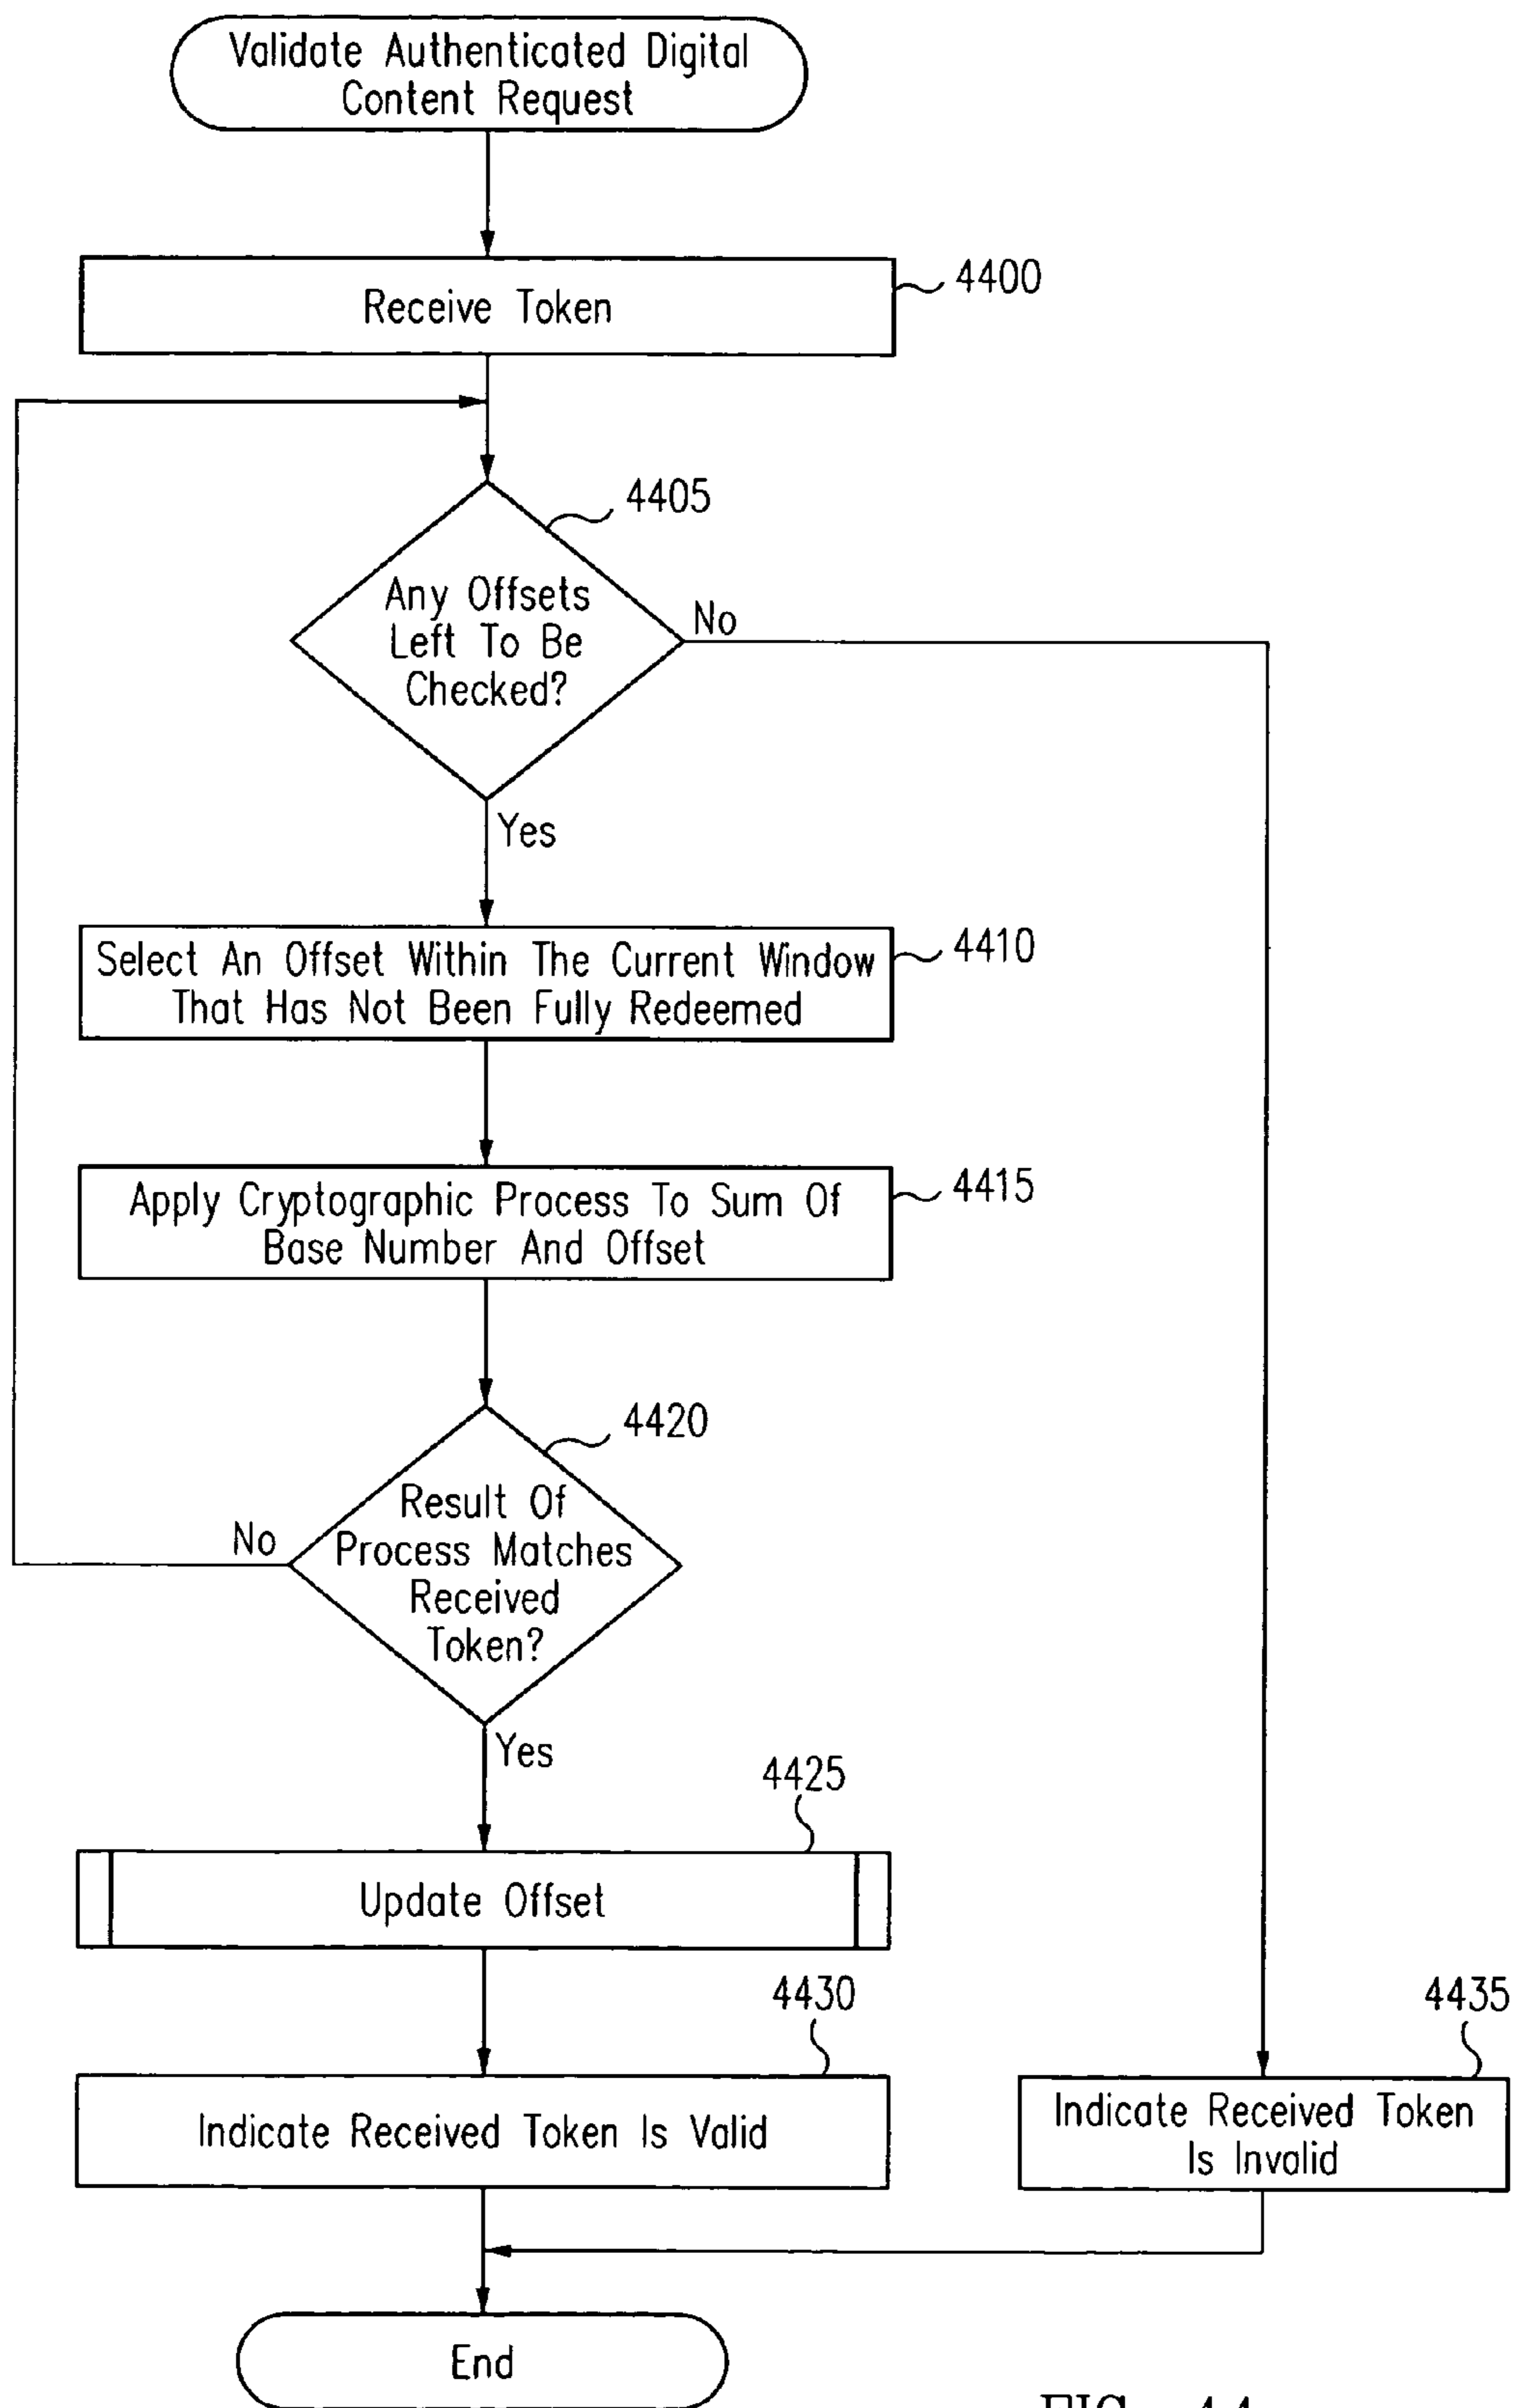 Validate Authenticated Digital
Content Request
Receive Token
4400
4405
Any Offsets
Left To Be
Checked?
No
Yes
Select An Offset Within The Current Window
That Has Not Been Fully Redeemed
4410
Apply Cryptographic Process To Sum Of
Base Number And Offset
4415
4420
Result Of
Process Matches
Received
Token?
No
Yes
4425
Update Offset
4430
Indicate Received Token Is Valid
4435
Indicate Received Token
Is Invalid
End
FIG. 44